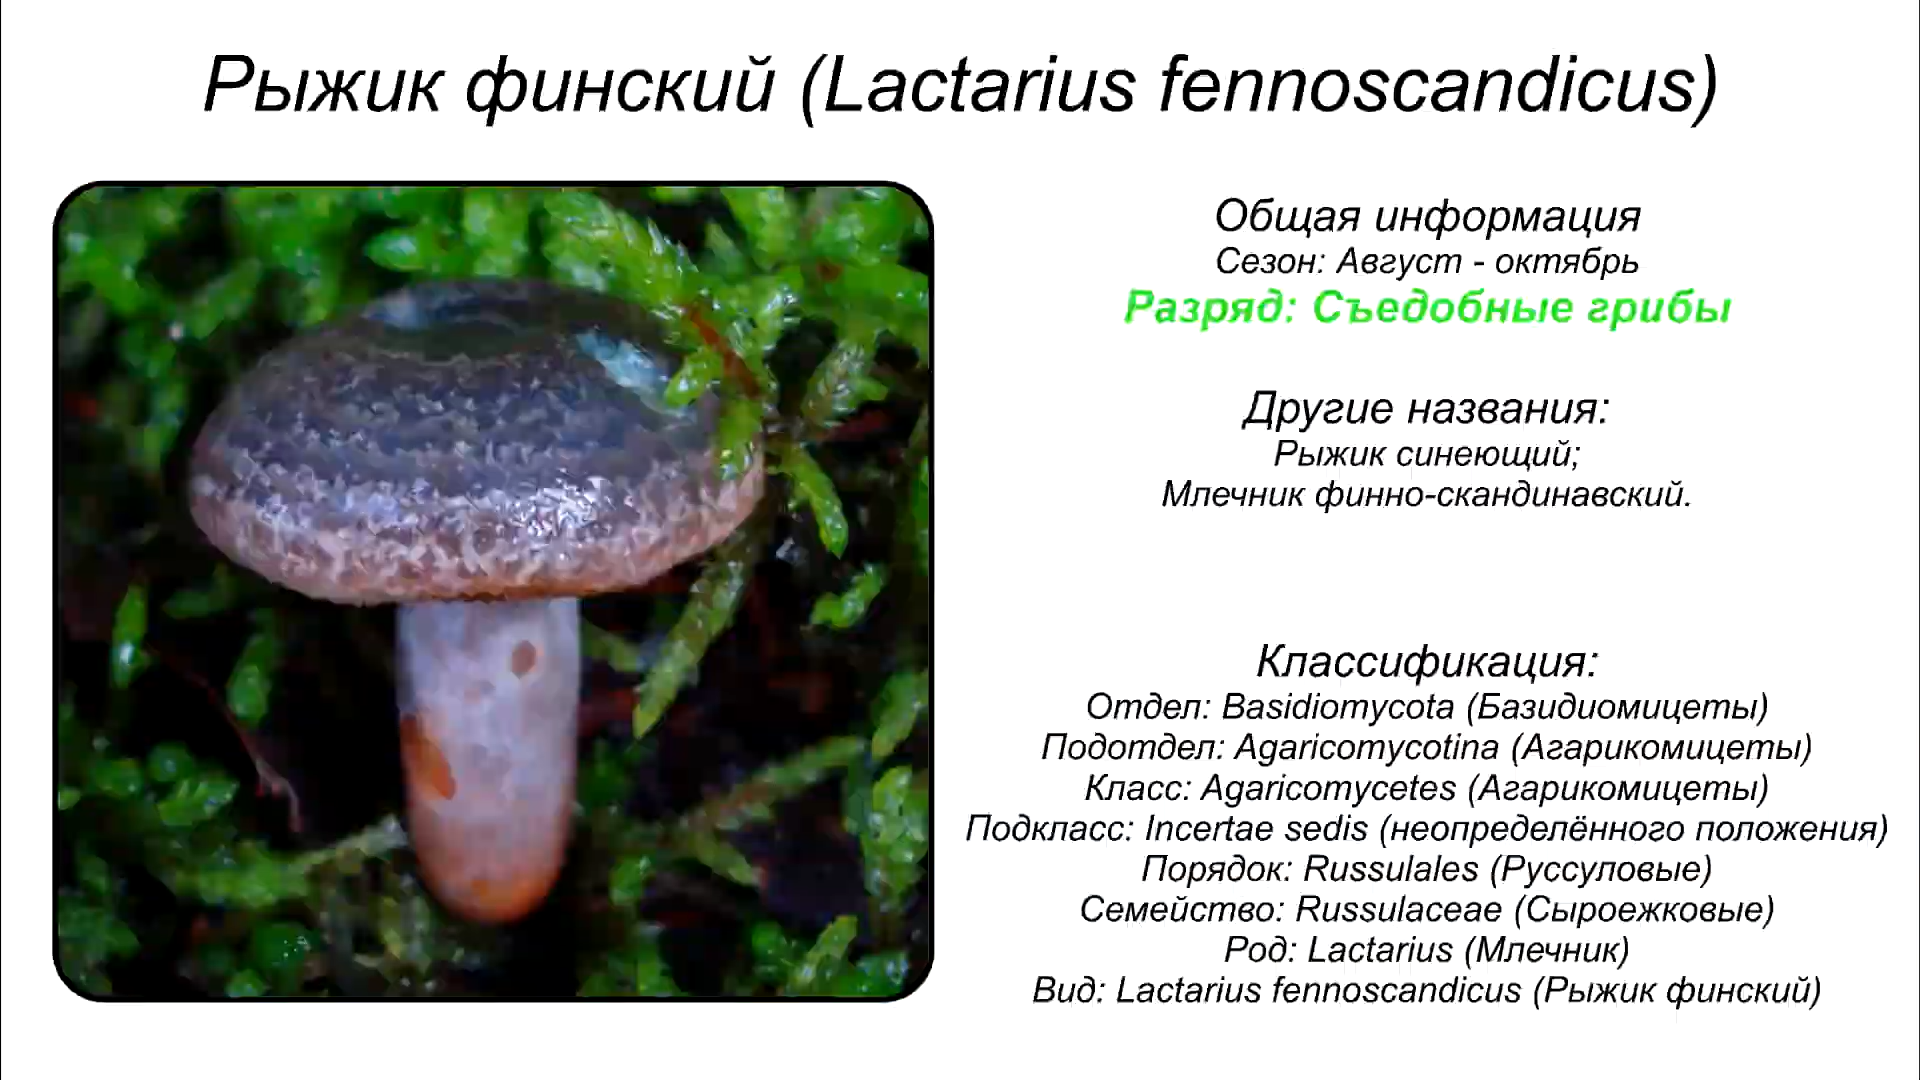 Рыжик финский (Lactarius fennoscandicus)
Общая информация
Сезон: Август - октябрь
Разряд: Съедобные грибы
Другие названия:
Рыжик синеющий;
Млечник финно-скандинавский.
Классификация:
Отдел: Basidiomycota (Базидиомицеты)
Подотдел: Agaricomycotina (Агарикомицеты)
Класс: Agaricomycetes (Агарикомицеты)
Подкласс: Incertae sedis (неопределённого положения)
Порядок: Russulales (Руссуловые)
Семейство: Russulaceae (Сыроежковые)
Род: Lactarius (Млечник)
Вид: Lactarius fennoscandicus (Рыжик финский)